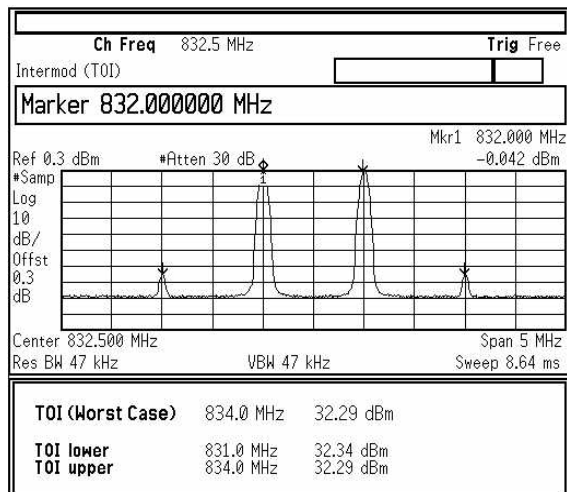 Ch Freq 832.5 MHz Trig Free
Intermod (TOI)
Marker 832.000000 MHz
Mkr1 832.000 MHz
Ref 0.3 dBm #Atten 30 dB -0.042 dBm
#Samp
Log
10
dB/
Offst
0.3
dB
1
Center 832.500 MHz Span 5 MHz
Res BW 47 kHz VBW 47 kHz Sweep 8.64 ms
TOI (Worst Case) 834.0 MHz 32.29 dBm
TOI lower 831.0 MHz 32.34 dBm
TOI upper 834.0 MHz 32.29 dBm